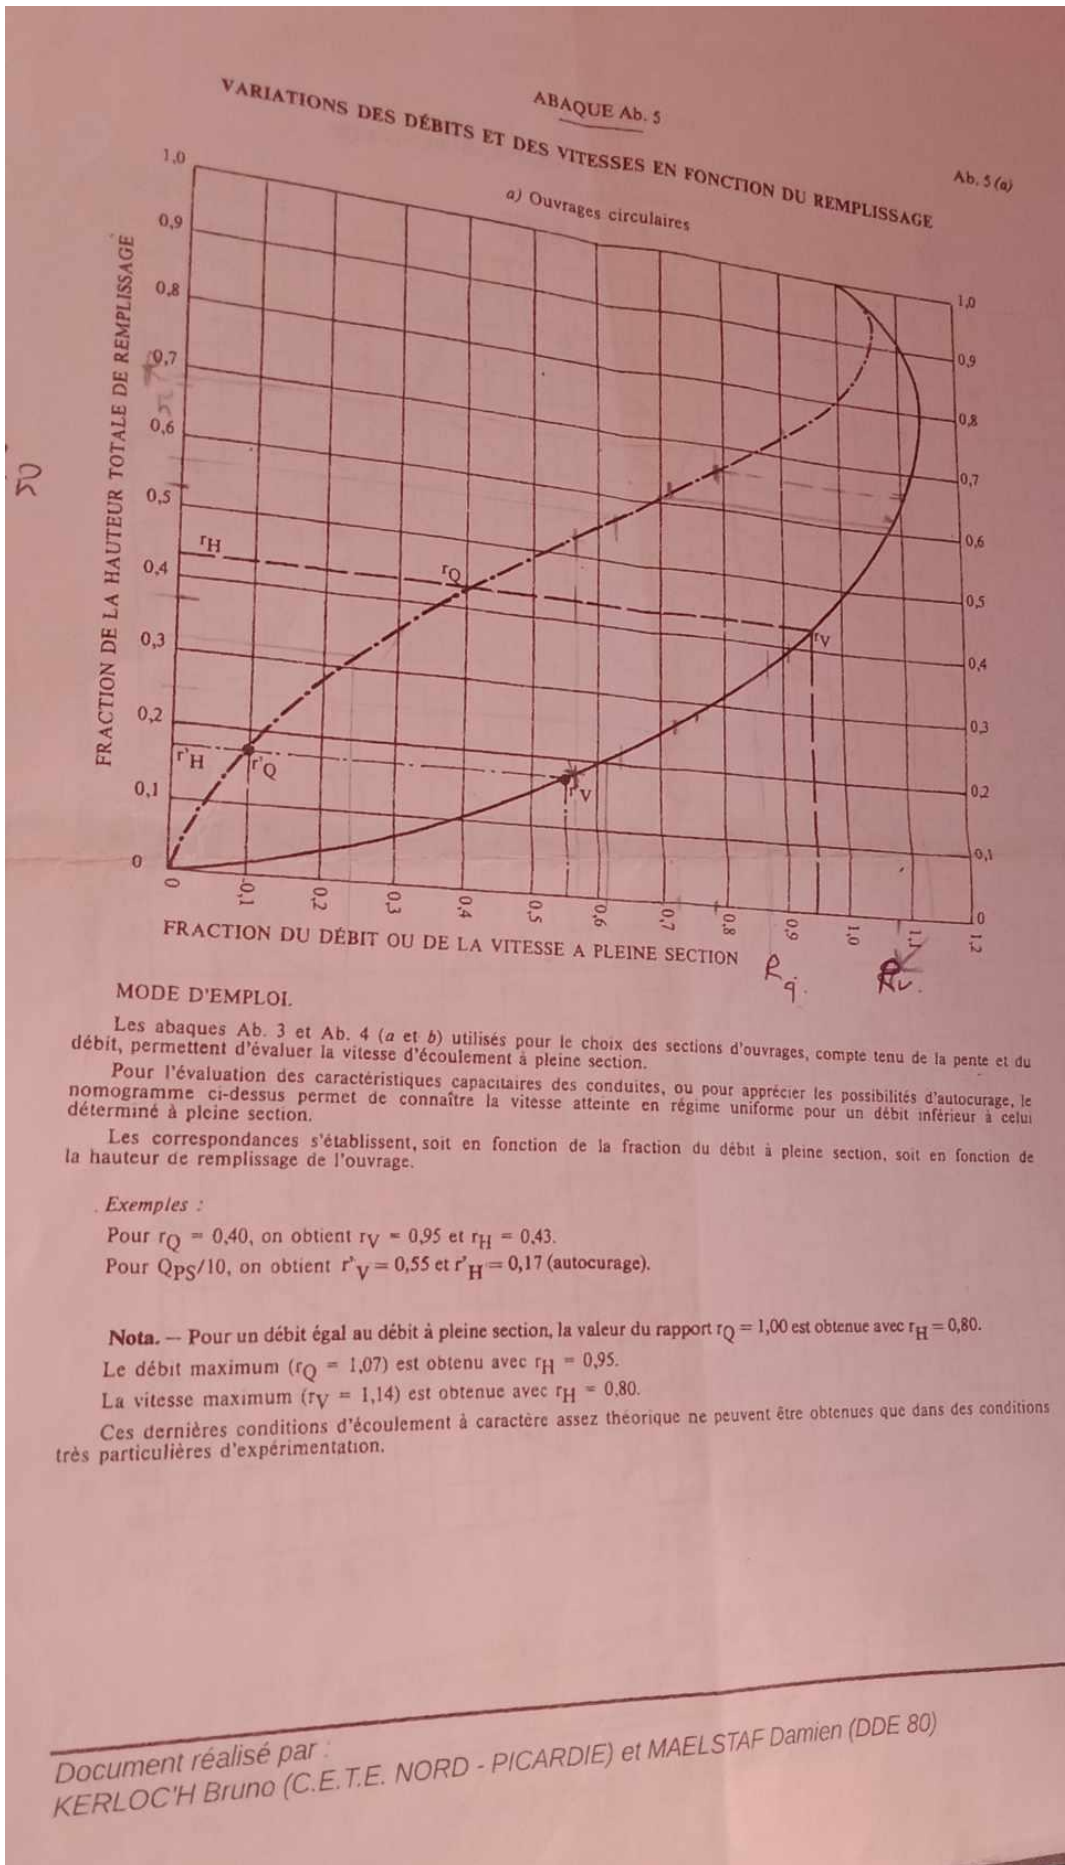 ABAQUE Ab. 5
VARIATIONS DES DÉBITS ET DES VITESSES EN FONCTION DU REMPLISSAGE
Ab. 5 (a)
a) Ouvrages circulaires
FRACTION DE LA HAUTEUR TOTALE DE REMPLISSAGE
1,0
0,9
0,8
0,7
0,6
0,5
0,4
0,3
0,2
0,1
0
50
rH
rQ
rV
r'H
r'Q
r'V
1,0
0,9
0,8
0,7
0,6
0,5
0,4
0,3
0,2
0,1
0
0
0,1
0,2
0,3
0,4
0,5
0,6
0,7
0,8
0,9
1,0
1,1
1,2
FRACTION DU DÉBIT OU DE LA VITESSE A PLEINE SECTION
Rq.
Rv.
MODE D'EMPLOI.
Les abaques Ab. 3 et Ab. 4 (a et b) utilisés pour le choix des sections d'ouvrages, compte tenu de la pente et du
débit, permettent d'évaluer la vitesse d'écoulement à pleine section.
Pour l'évaluation des caractéristiques capacitaires des conduites, ou pour apprécier les possibilités d'autocurage, le
nomogramme ci-dessus permet de connaître la vitesse atteinte en régime uniforme pour un débit inférieur à celui
déterminé à pleine section.
Les correspondances s'établissent, soit en fonction de la fraction du débit à pleine section, soit en fonction de
la hauteur de remplissage de l'ouvrage.
Exemples :
Pour rQ = 0,40, on obtient rV = 0,95 et rH = 0,43.
Pour QPS/10, on obtient r'V = 0,55 et r'H = 0,17 (autocurage).
Nota. — Pour un débit égal au débit à pleine section, la valeur du rapport rQ = 1,00 est obtenue avec rH = 0,80.
Le débit maximum (rQ = 1,07) est obtenu avec rH = 0,95.
La vitesse maximum (rV = 1,14) est obtenue avec rH = 0,80.
Ces dernières conditions d'écoulement à caractère assez théorique ne peuvent être obtenues que dans des conditions
très particulières d'expérimentation.
Document réalisé par :
KERLOC'H Bruno (C.E.T.E. NORD - PICARDIE) et MAELSTAF Damien (DDE 80)